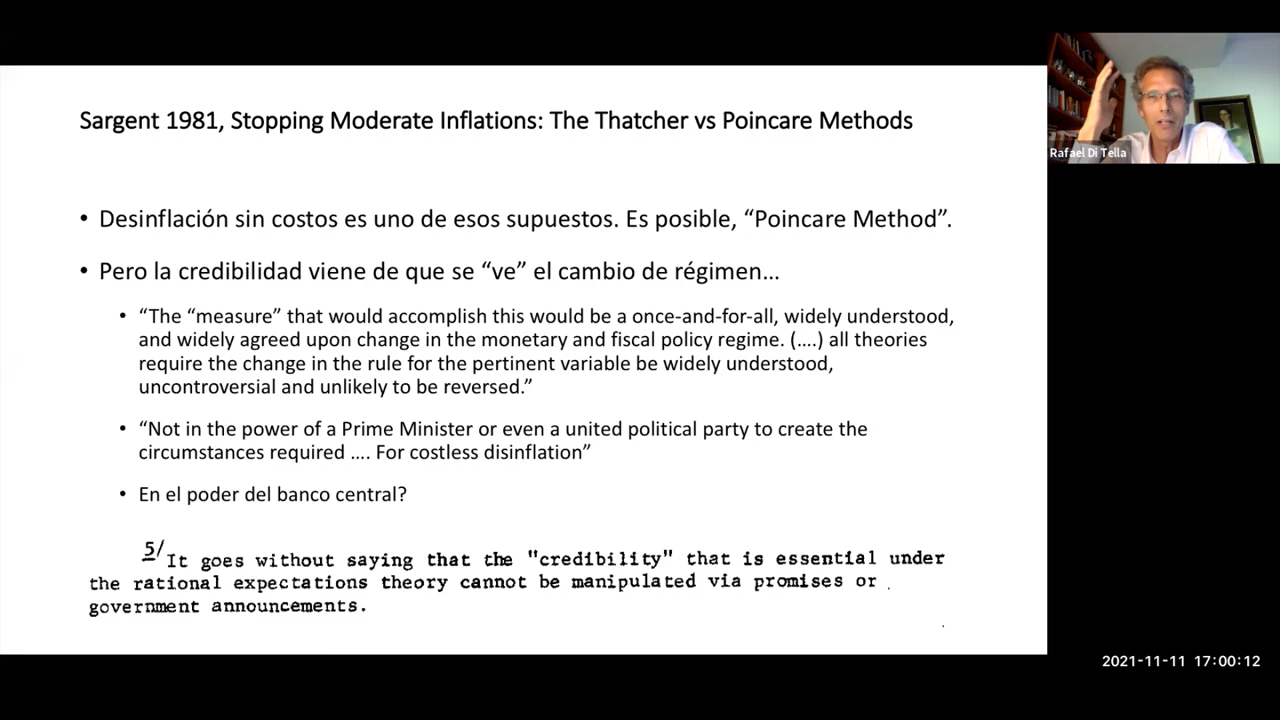 Sargent 1981, Stopping Moderate Inflations: The Thatcher vs Poincare Methods
• Desinflación sin costos es uno de esos supuestos. Es posible, “Poincare Method”.
• Pero la credibilidad viene de que se “ve” el cambio de régimen…
• “The “measure” that would accomplish this would be a once-and-for-all, widely understood,
and widely agreed upon change in the monetary and fiscal policy regime. (….) all theories
require the change in the rule for the pertinent variable be widely understood,
uncontroversial and unlikely to be reversed.”
• “Not in the power of a Prime Minister or even a united political party to create the
circumstances required …. For costless disinflation”
• En el poder del banco central?
5/ It goes without saying that the "credibility" that is essential under
the rational expectations theory cannot be manipulated via promises or
government announcements.
Rafael Di Tella
2021-11-11 17:00:12